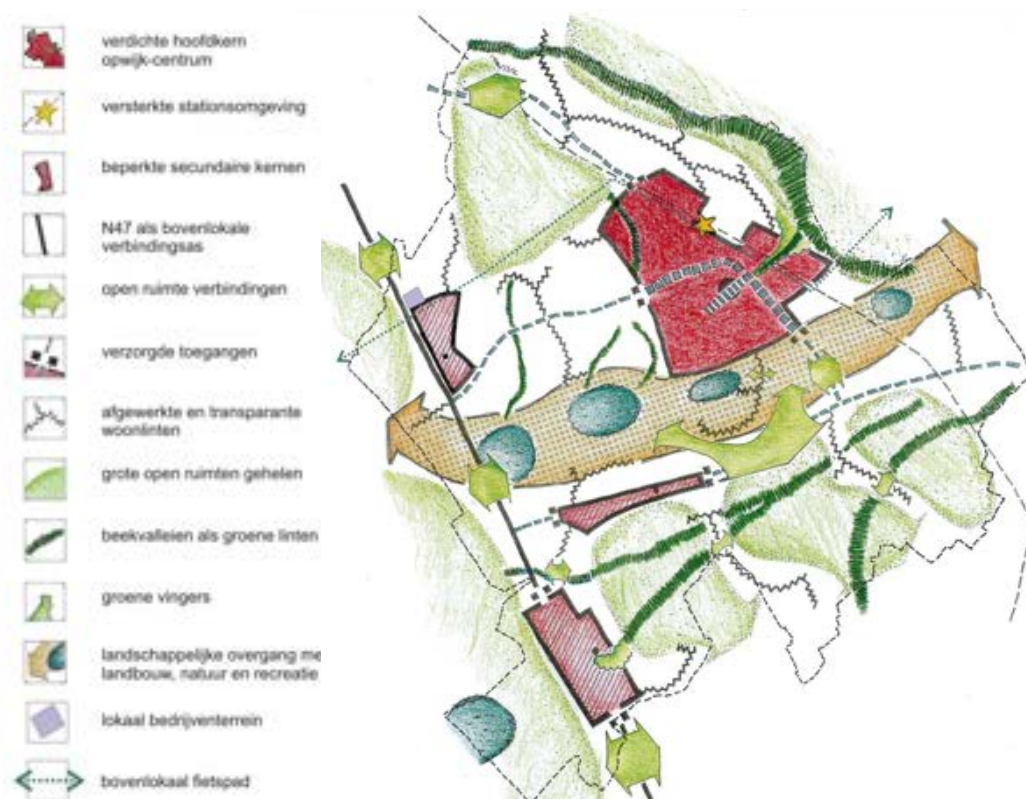 verdichte hoofdkern
opwijk-centrum
versterkte stationsomgeving
beperkte secundaire kernen
N47 als bovenlokale
verbindingsas
open ruimte verbindingen
verzorgde toegangen
afgewerkte en transparante
woonlinten
grote open ruimten gehelen
beekvalleien als groene linten
groene vingers
landschappelijke overgang me
landbouw, natuur en recreatie
lokaal bedrijventerrein
bovenlokaal fietspad